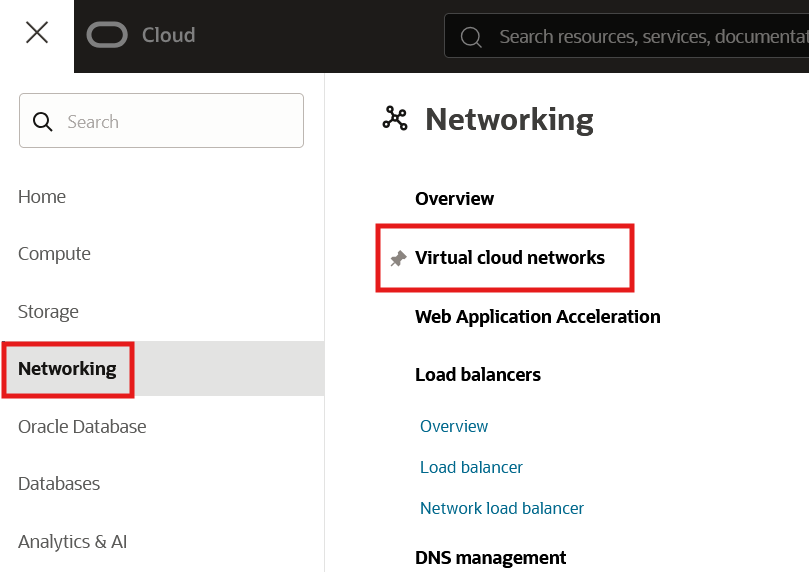 Cloud
Search resources, services, documentat
Search
Home
Compute
Storage
Networking
Oracle Database
Databases
Analytics & AI
Networking
Overview
Virtual cloud networks
Web Application Acceleration
Load balancers
Overview
Load balancer
Network load balancer
DNS management